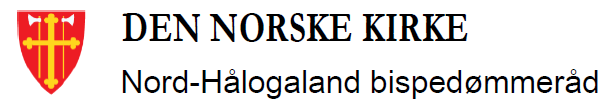 DEN NORSKE KIRKE
Nord-Hålogaland bispedømmeråd